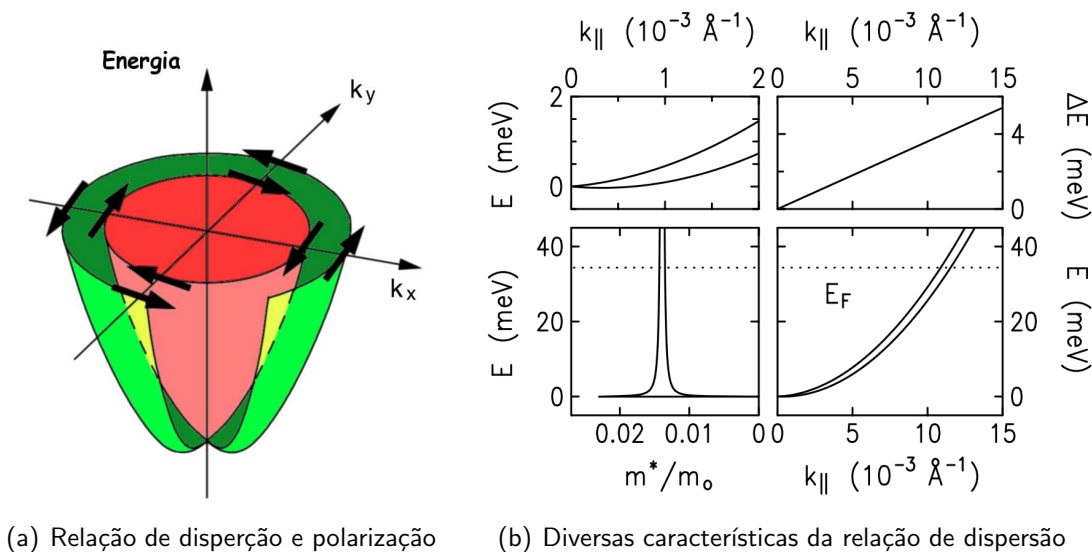 Energia
k_y
k_x
k_∥ (10⁻³ Å⁻¹) k_∥ (10⁻³ Å⁻¹)
0 1 2 0 5 10 15
2
0
E (meV)
4
0
ΔE (meV)
40
20
0
E (meV)
E_F
40
20
0
E (meV)
0.02 0.01 0 0 5 10 15
m*/m₀ k_∥ (10⁻³ Å⁻¹)
(a) Relação de disperção e polarização (b) Diversas características da relação de dispersão